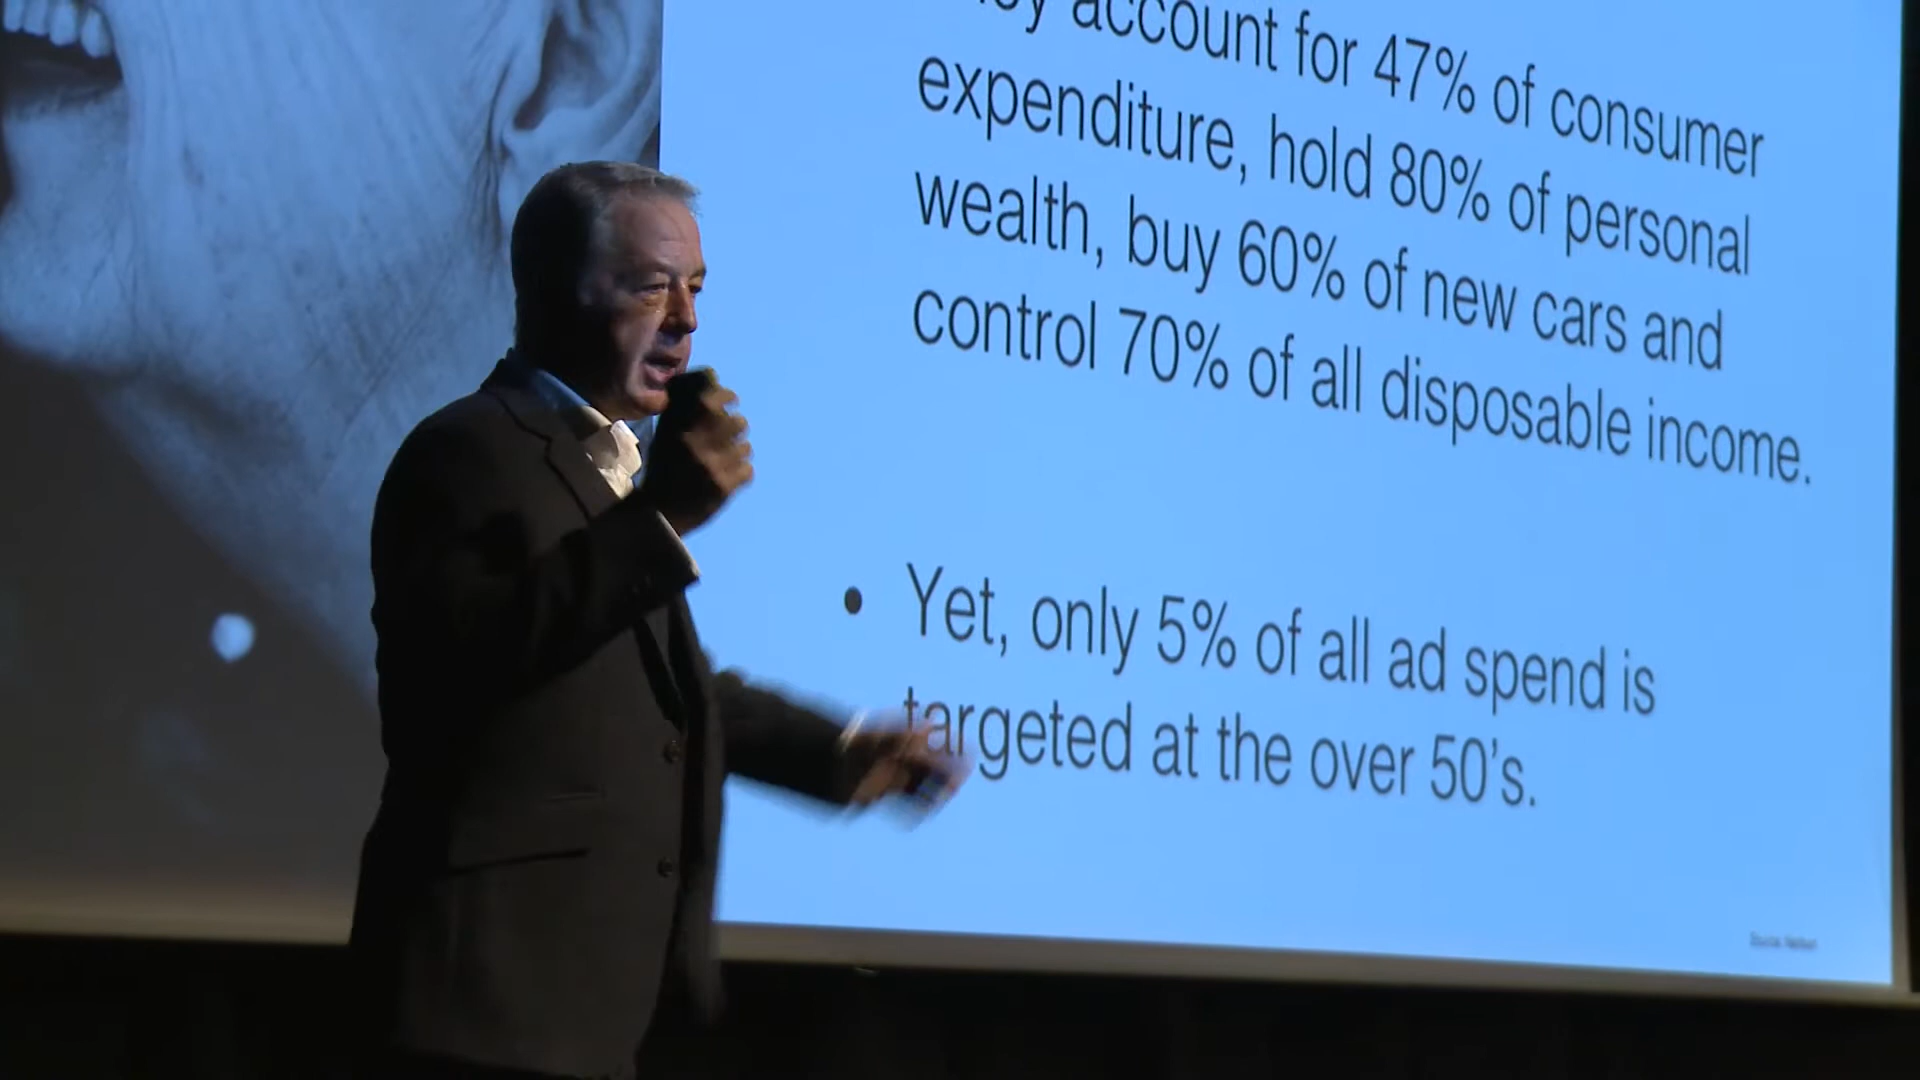 account for 47% of consumer
expenditure, hold 80% of personal
wealth, buy 60% of new cars and
control 70% of all disposable income.
• Yet, only 5% of all ad spend is
targeted at the over 50's.